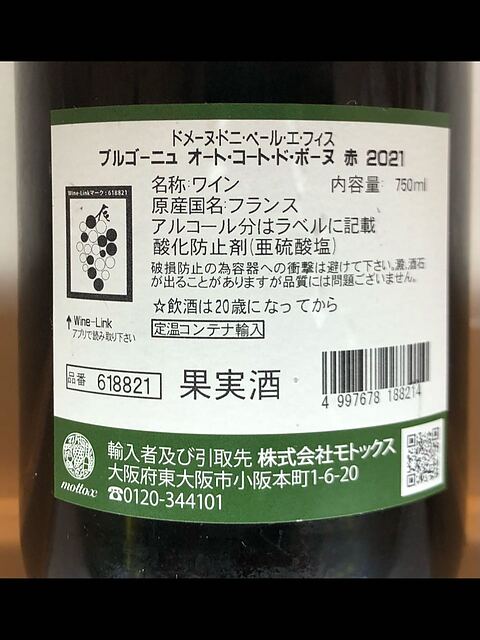 ドメーヌ・ドニ・ペール・エ・フィス
ブルゴーニュ オート・コート・ド・ボーヌ 赤 2021
Wine-Linkマーク:618821
名称:ワイン 内容量: 750ml
原産国名:フランス
アルコール分はラベルに記載
酸化防止剤(亜硫酸塩)
破損防止の為容器への衝撃は避けて下さい。澱、酒石
が出ることがありますが品質には問題ございません。
☆飲酒は20歳になってから
↑Wine-Link
アプリで読み取り下さい
定温コンテナ輸入
品番 618821
果実酒
4 997678 188214
輸入者及び引取先 株式会社モトックス
大阪府東大阪市小阪本町1-6-20
☎0120-344101
mottox